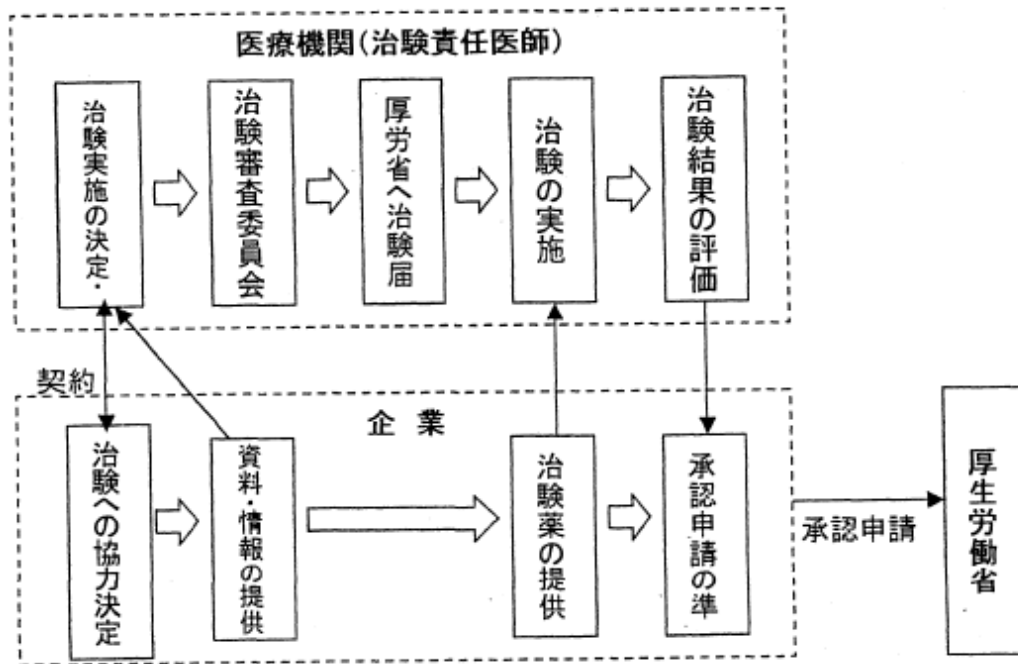 医療機関(治験責任医師)
治験実施の決定・
治験審査委員会
厚労省へ治験届
治験の実施
治験結果の評価
契約
企 業
治験への協力決定
資料・情報の提供
治験薬の提供
承認申請の準
承認申請
厚生労働省